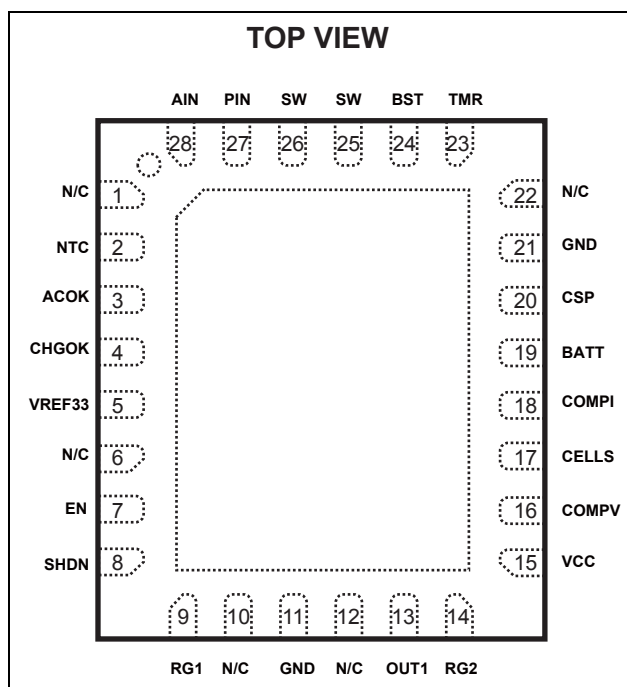 TOP VIEW
AIN PIN SW SW BST TMR
28 27 26 25 24 23
N/C 1 22 N/C
NTC 2 21 GND
ACOK 3 20 CSP
CHGOK 4 19 BATT
VREF33 5 18 COMPI
N/C 6 17 CELLS
EN 7 16 COMPV
SHDN 8 15 VCC
9 10 11 12 13 14
RG1 N/C GND N/C OUT1 RG2